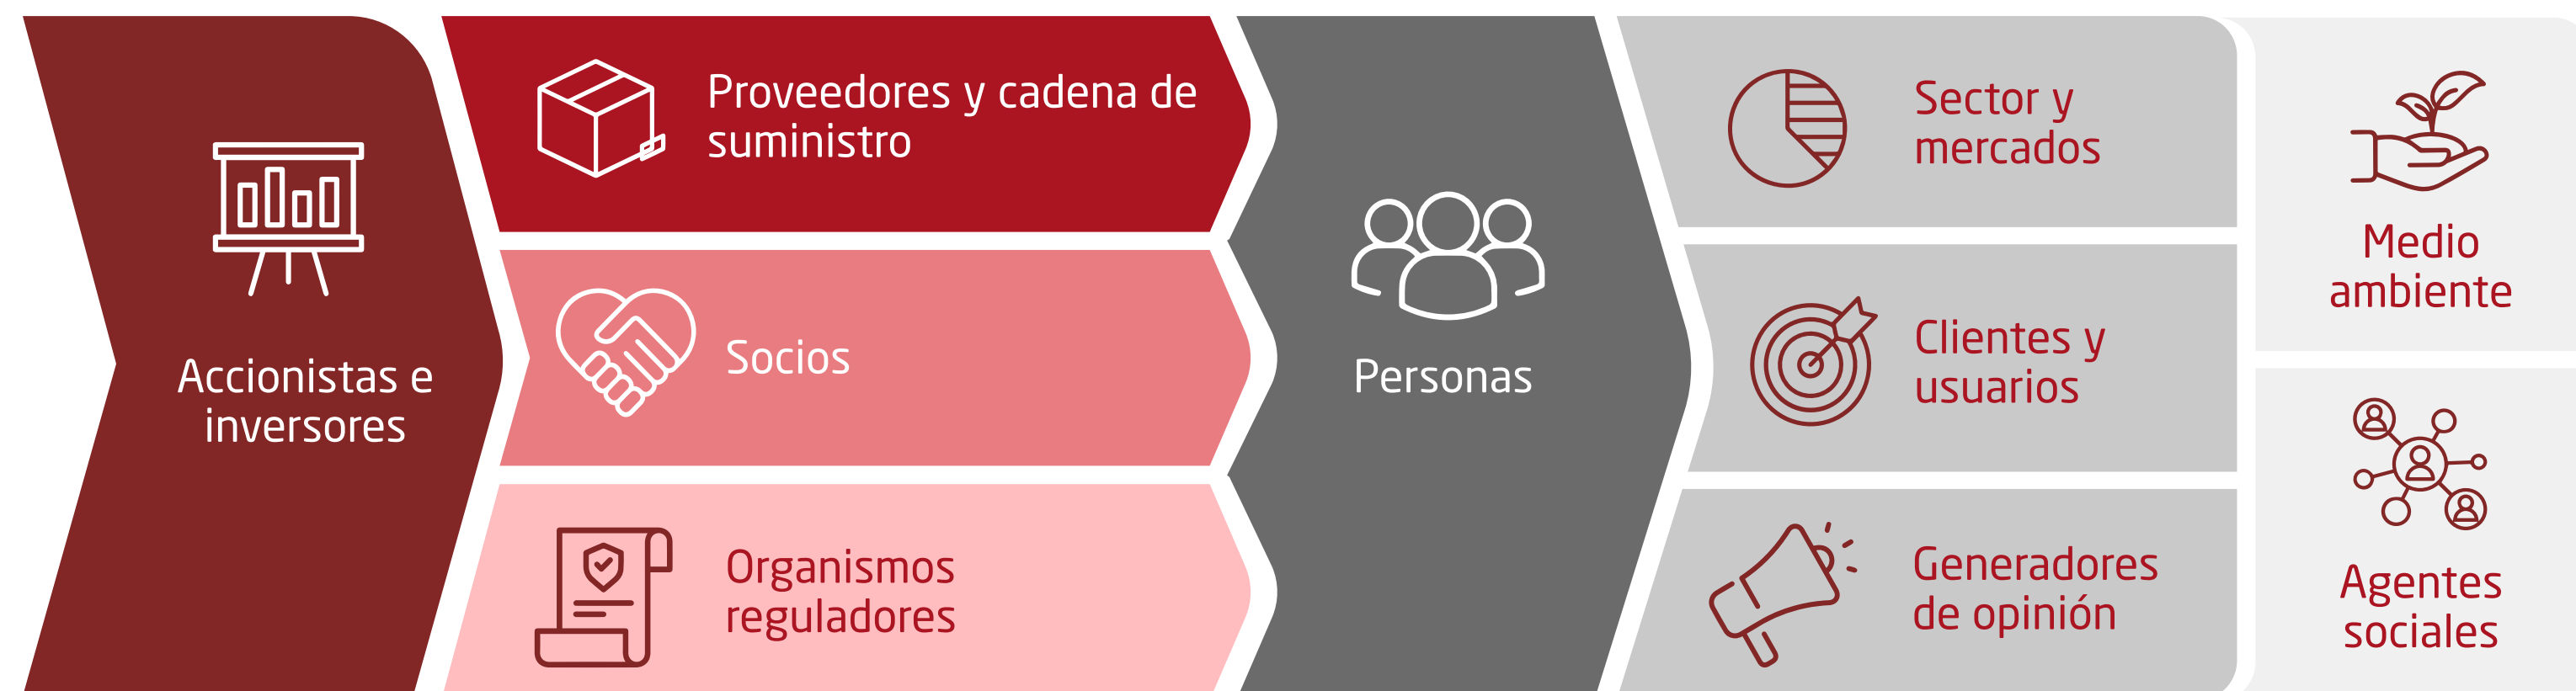 Accionistas e
inversores
Proveedores y cadena de
suministro
Socios
Organismos
reguladores
Personas
Sector y
mercados
Clientes y
usuarios
Generadores
de opinión
Medio
ambiente
Agentes
sociales